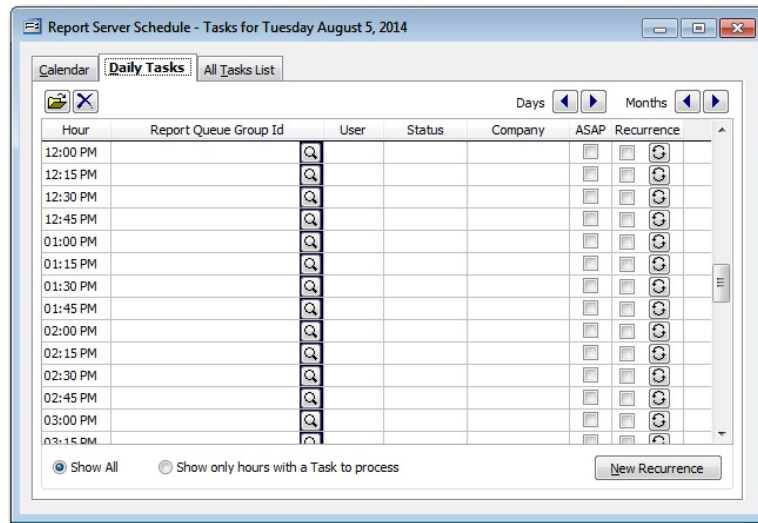 Report Server Schedule - Tasks for Tuesday August 5, 2014
Calendar Daily Tasks All Tasks List
Days Months
Hour Report Queue Group Id User Status Company ASAP Recurrence
12:00 PM
12:15 PM
12:30 PM
12:45 PM
01:00 PM
01:15 PM
01:30 PM
01:45 PM
02:00 PM
02:15 PM
02:30 PM
02:45 PM
03:00 PM
03:15 PM
Show All Show only hours with a Task to process New Recurrence